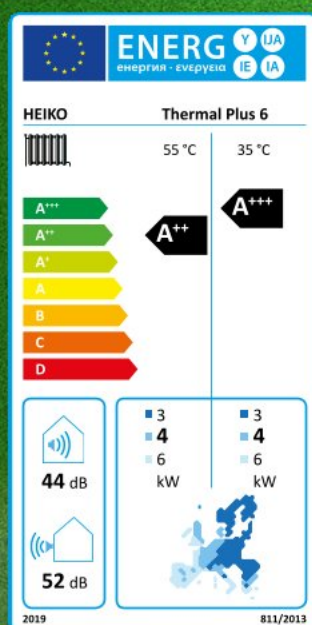 ENERG Y IJA
енергия · ενεργεια IE IA
HEIKO Thermal Plus 6
55 °C 35 °C
A+++
A++
A+
A
B
C
D
A++
A+++
44 dB
52 dB
3 3
4 4
6 6
kW kW
2019 811/2013